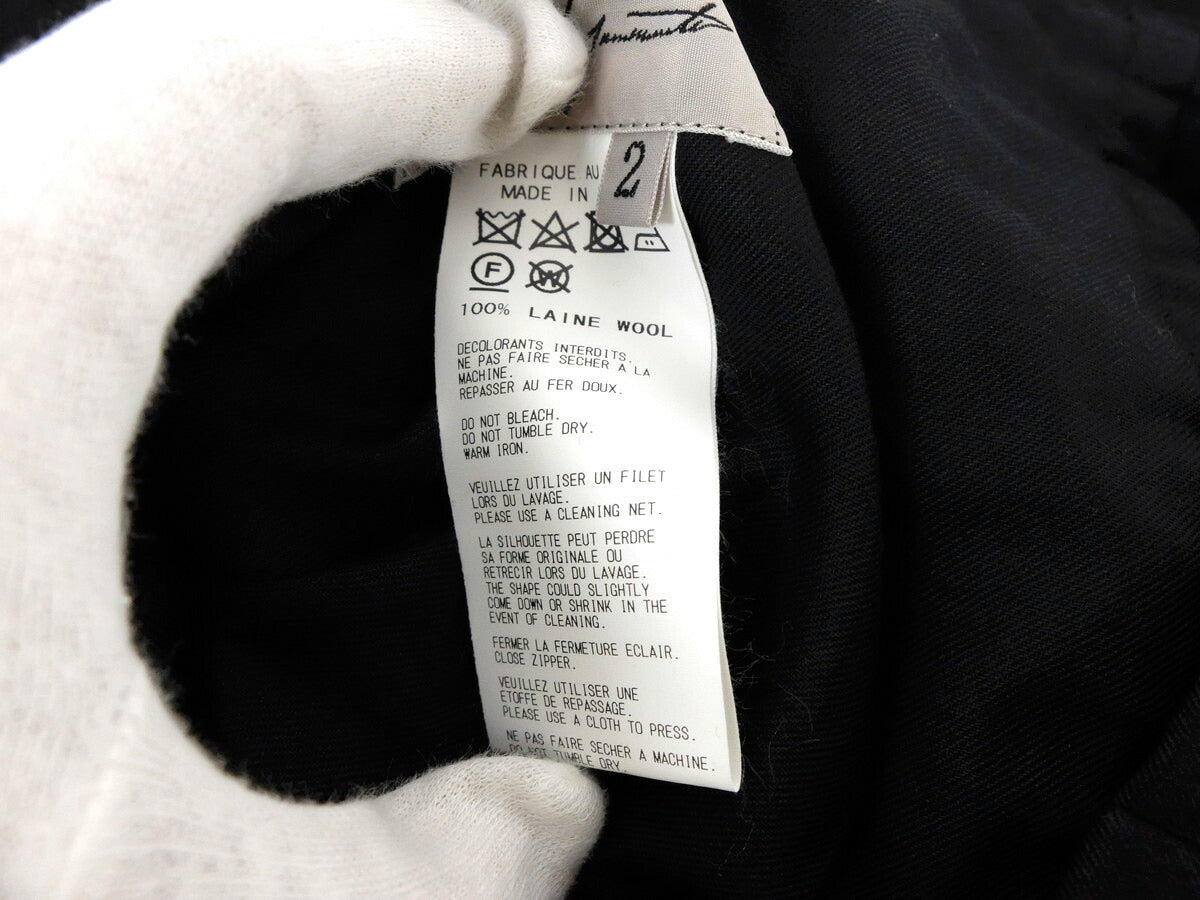 FABRIQUE AU
MADE IN
2
F
W
100% LAINE WOOL
DECOLORANTS INTERDITS.
NE PAS FAIRE SECHER A LA
MACHINE.
REPASSER AU FER DOUX.
DO NOT BLEACH.
DO NOT TUMBLE DRY.
WARM IRON.
VEUILLEZ UTILISER UN FILET
LORS DU LAVAGE.
PLEASE USE A CLEANING NET.
LA SILHOUETTE PEUT PERDRE
SA FORME ORIGINALE OU
RETRECIR LORS DU LAVAGE.
THE SHAPE COULD SLIGHTLY
COME DOWN OR SHRINK IN THE
EVENT OF CLEANING.
FERMER LA FERMETURE ECLAIR.
CLOSE ZIPPER.
VEUILLEZ UTILISER UNE
ETOFFE DE REPASSAGE.
PLEASE USE A CLOTH TO PRESS.
NE PAS FAIRE SECHER A MACHINE.
DO NOT TUMBLE DRY.